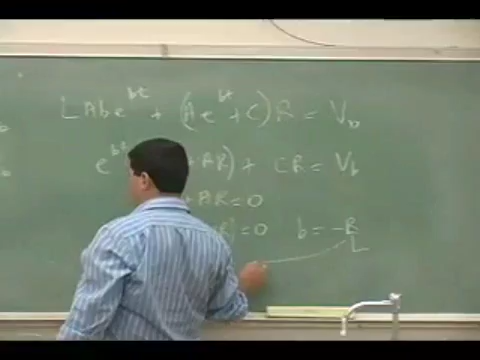 LAbe^bt + (Ae^bt + C)R = V_b
e^bt + AR) + CR = V_b
+ AR = 0
R] = 0 b = -R/L